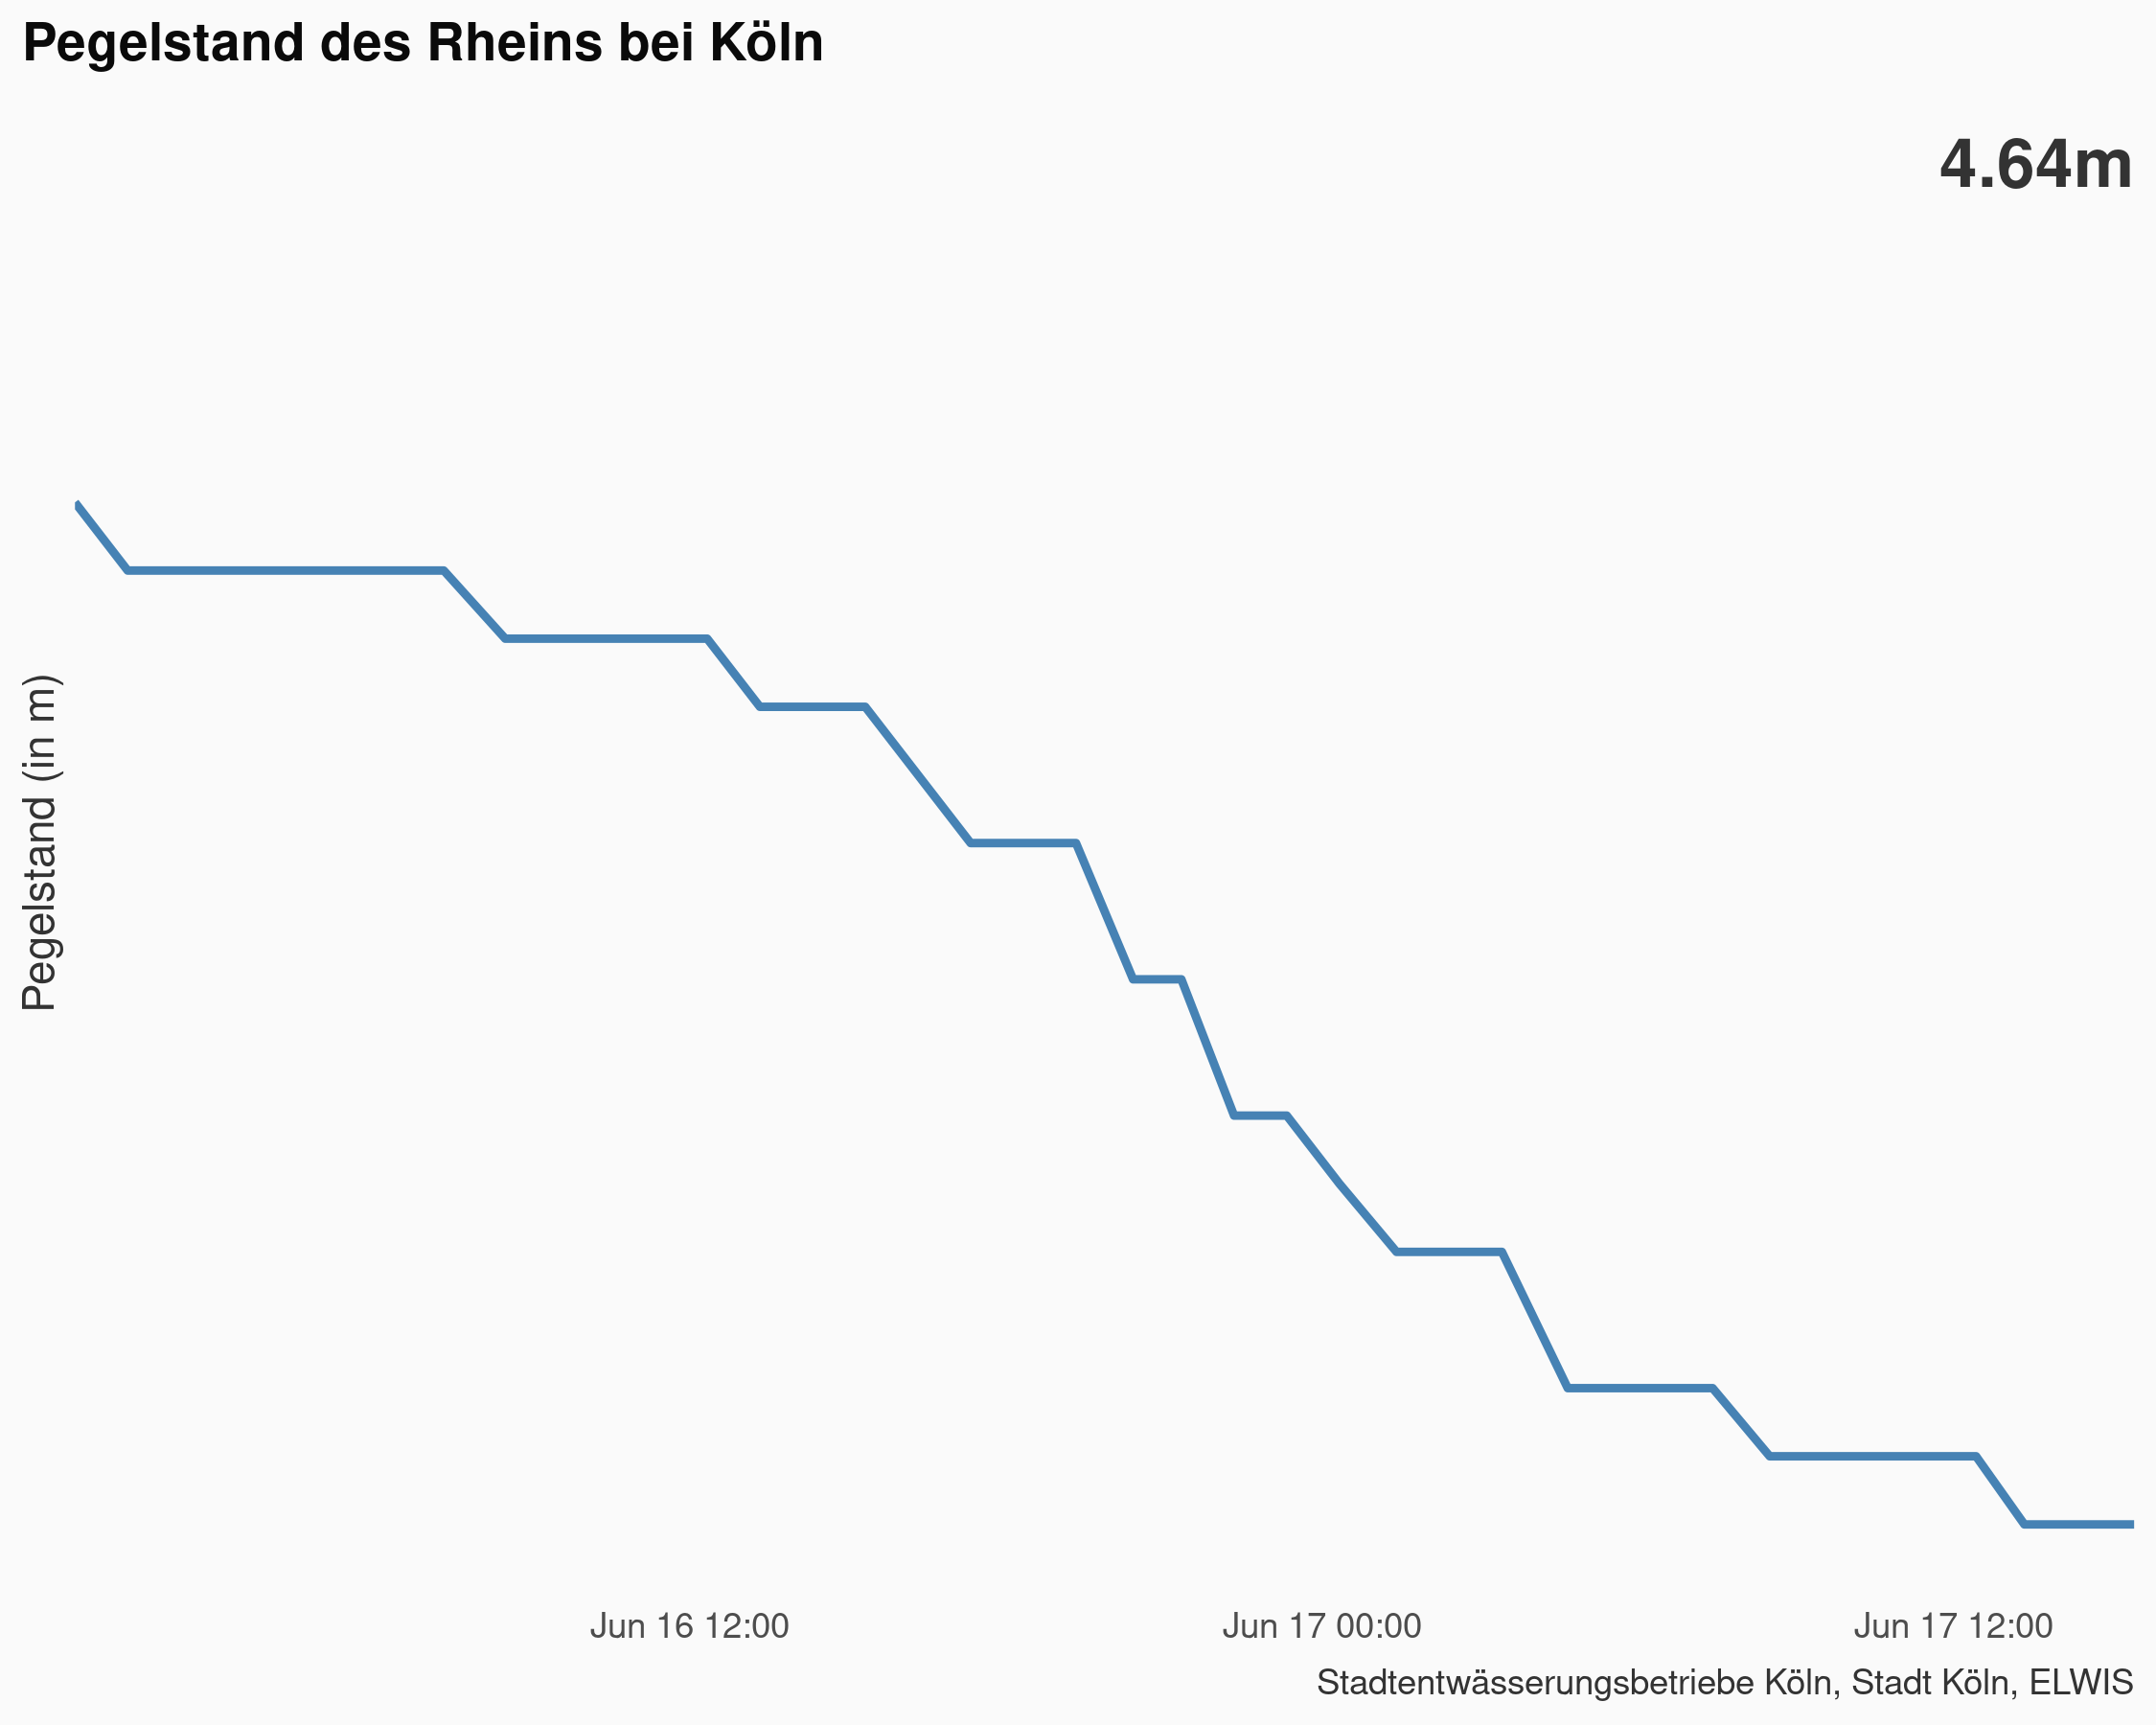 Pegelstand des Rheins bei Köln
4.64m
Pegelstand (in m)
Jun 16 12:00
Jun 17 00:00
Jun 17 12:00
Stadtentwässerungsbetriebe Köln, Stadt Köln, ELWIS